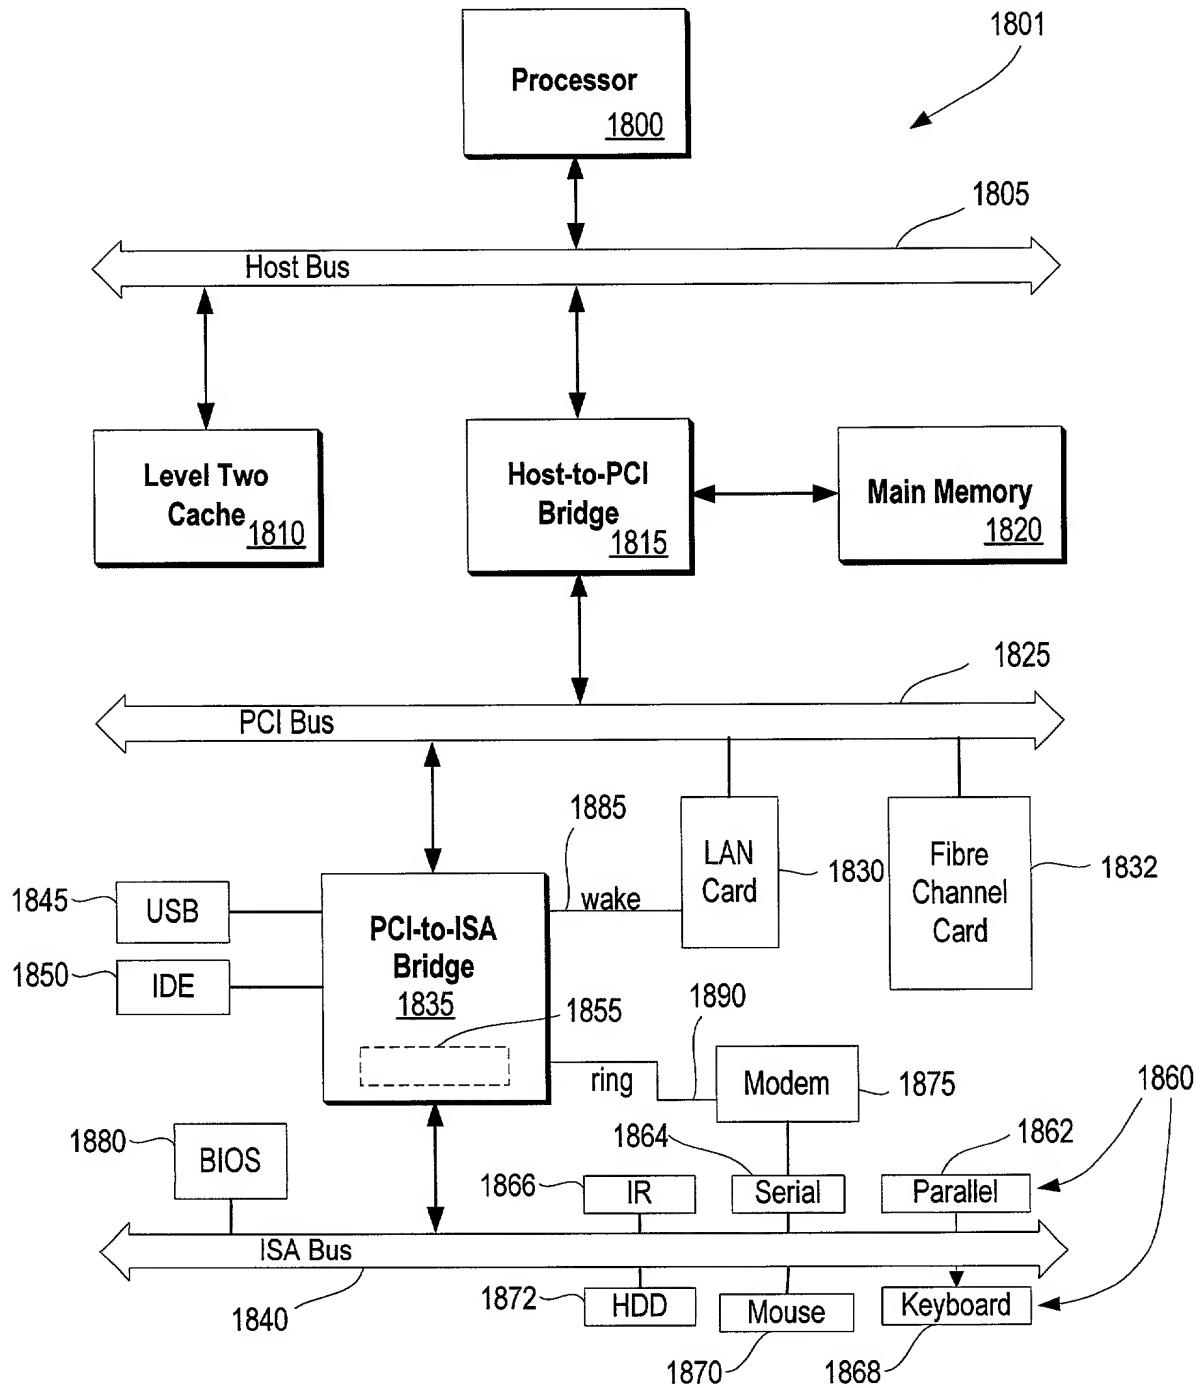 1801
Processor
1800
1805
Host Bus
Level Two
Cache
1810
Host-to-PCI
Bridge
1815
Main Memory
1820
1825
PCI Bus
1885
LAN
Card
1830
Fibre
Channel
Card
1832
wake
1845
USB
1850
IDE
PCI-to-ISA
Bridge
1835
1855
1890
ring
Modem
1875
1860
1880
BIOS
1864
1862
1866
IR
Serial
Parallel
ISA Bus
1840
1872
HDD
Mouse
Keyboard
1870
1868